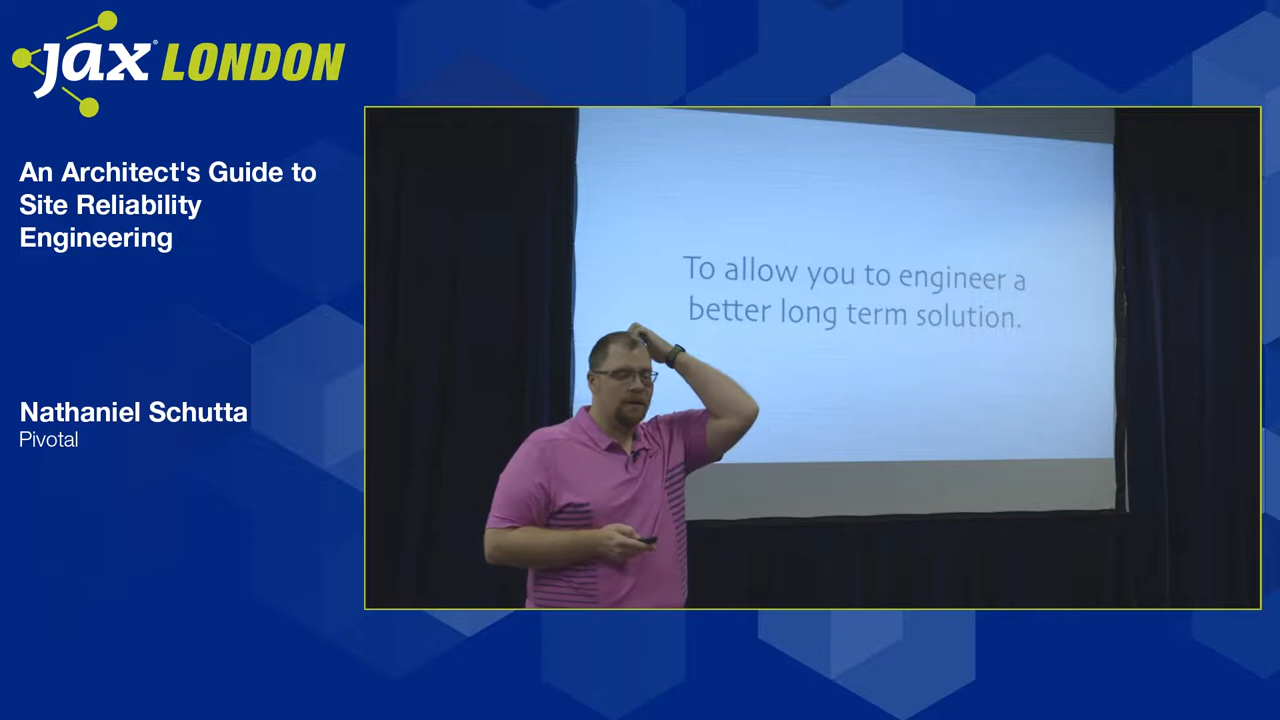 jax LONDON
An Architect's Guide to
Site Reliability
Engineering
Nathaniel Schutta
Pivotal
To allow you to engineer a
better long term solution.